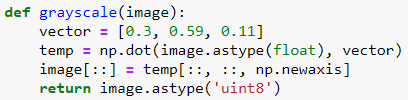 def grayscale(image):
    vector = [0.3, 0.59, 0.11]
    temp = np.dot(image.astype(float), vector)
    image[::] = temp[::, ::, np.newaxis]
    return image.astype('uint8')